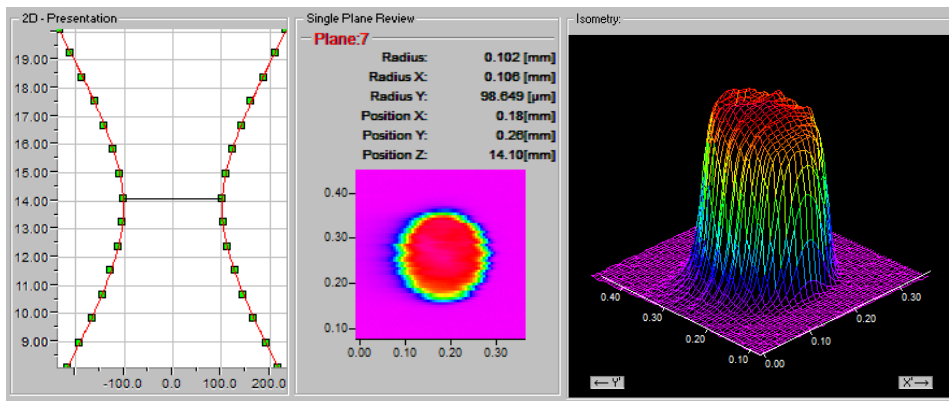 2D - Presentation
19.00
18.00
17.00
16.00
15.00
14.00
13.00
12.00
11.00
10.00
9.00
-100.0 0.0 100.0 200.0
Single Plane Review
Plane:7
Radius: 0.102 [mm]
Radius X: 0.106 [mm]
Radius Y: 98.649 [µm]
Position X: 0.18[mm]
Position Y: 0.26[mm]
Position Z: 14.10[mm]
0.40
0.30
0.20
0.10
0.00 0.10 0.20 0.30
Isometry:
0.40
0.30
0.20
0.10
0.00
0.10
0.20
0.30
← Y'
X'→